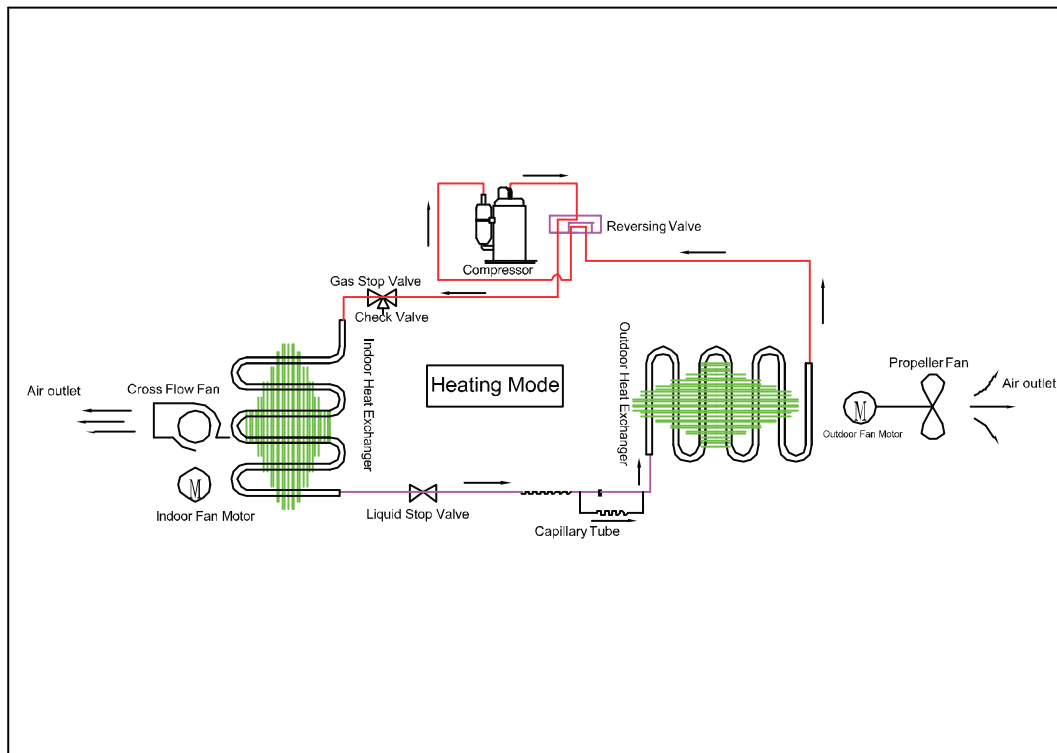 Reversing Valve
Compressor
Gas Stop Valve
Check Valve
Indoor Heat Exchanger
Outdoor Heat Exchanger
Heating Mode
Propeller Fan
Air outlet
Cross Flow Fan
Air outlet
M
Outdoor Fan Motor
M
Indoor Fan Motor
Liquid Stop Valve
Capillary Tube